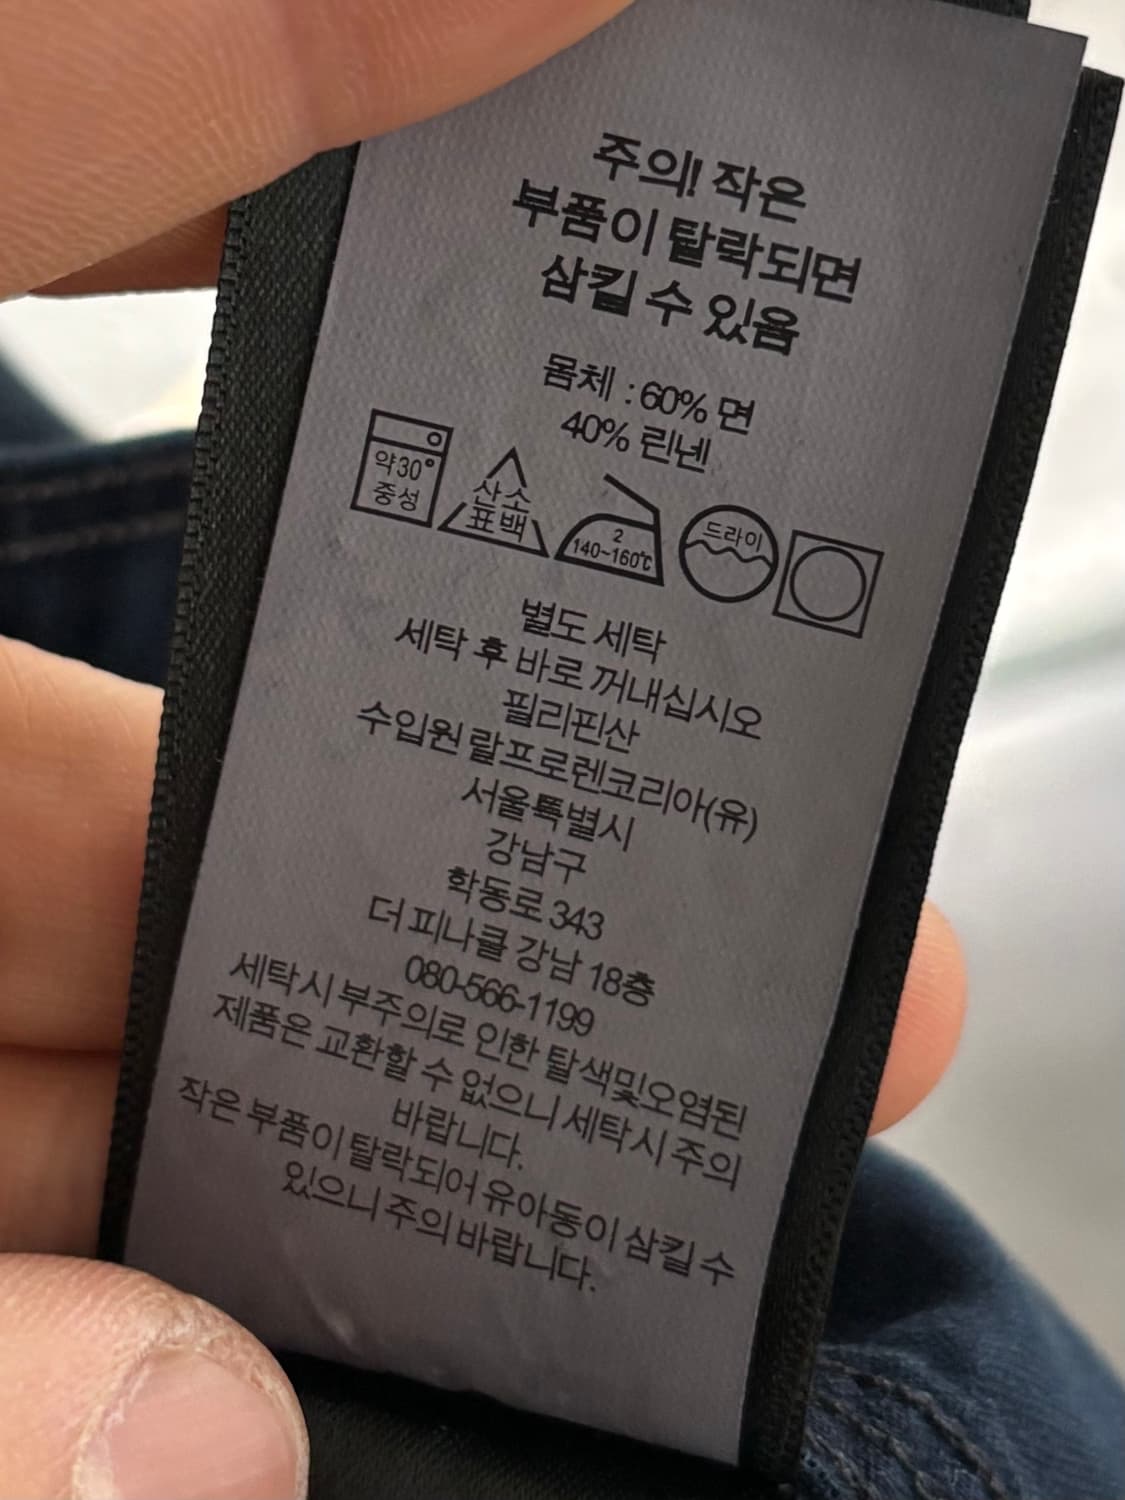 주의! 작은
부품이 탈락되면
삼킬 수 있음
몸체 : 60% 면
40% 린넨
약30°
중성
산소
표백
2
140~160℃
드라이
별도 세탁
세탁 후 바로 꺼내십시오
필리핀산
수입원 랄프로렌코리아(유)
서울특별시
강남구
학동로 343
더 피나클 강남 18층
080-566-1199
세탁시 부주의로 인한 탈색및오염된
제품은 교환할 수 없으니 세탁시 주의
바랍니다.
작은 부품이 탈락되어 유아동이 삼킬 수
있으니 주의 바랍니다.